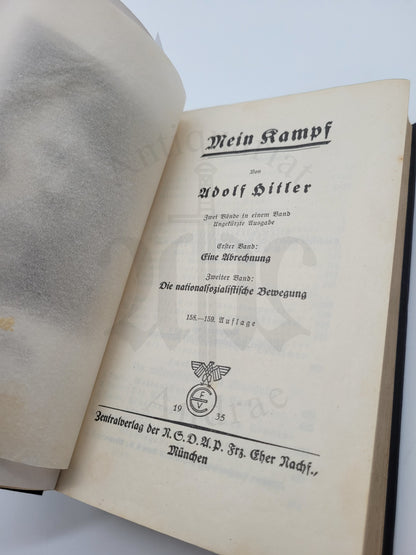 Mein Kampf
Von
Adolf Hitler
Zwei Bände in einem Band
Ungekürzte Ausgabe
Erster Band:
Eine Abrechnung
Zweiter Band:
Die nationalsozialistische Bewegung
158.–159. Auflage
F E V
19 35
Zentralverlag der N.S.D.A.P. Frz. Eher Nachf.,
München